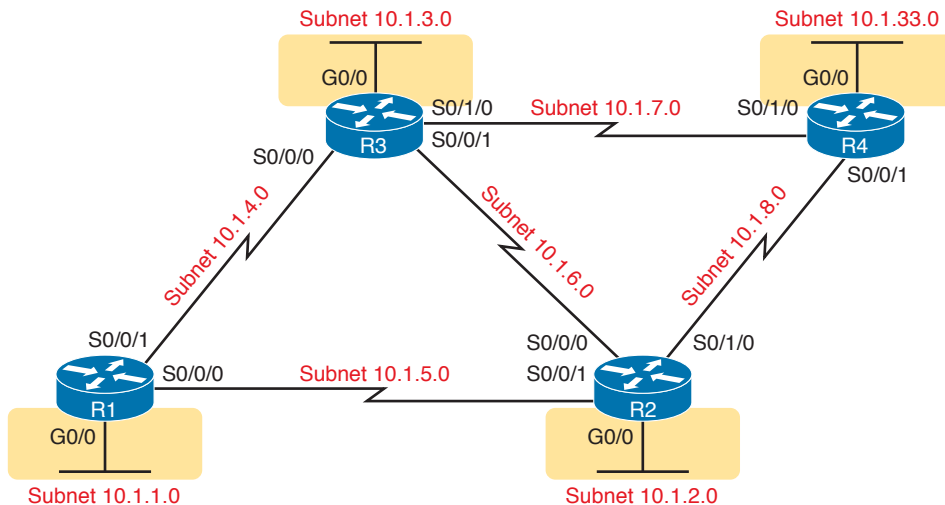 Subnet 10.1.3.0
Subnet 10.1.33.0
G0/0
G0/0
S0/1/0
Subnet 10.1.7.0
S0/1/0
S0/0/1
R3
R4
S0/0/0
S0/0/1
Subnet 10.1.4.0
Subnet 10.1.6.0
Subnet 10.1.8.0
S0/0/1
S0/0/0
S0/1/0
S0/0/0
Subnet 10.1.5.0
S0/0/1
R1
R2
G0/0
G0/0
Subnet 10.1.1.0
Subnet 10.1.2.0